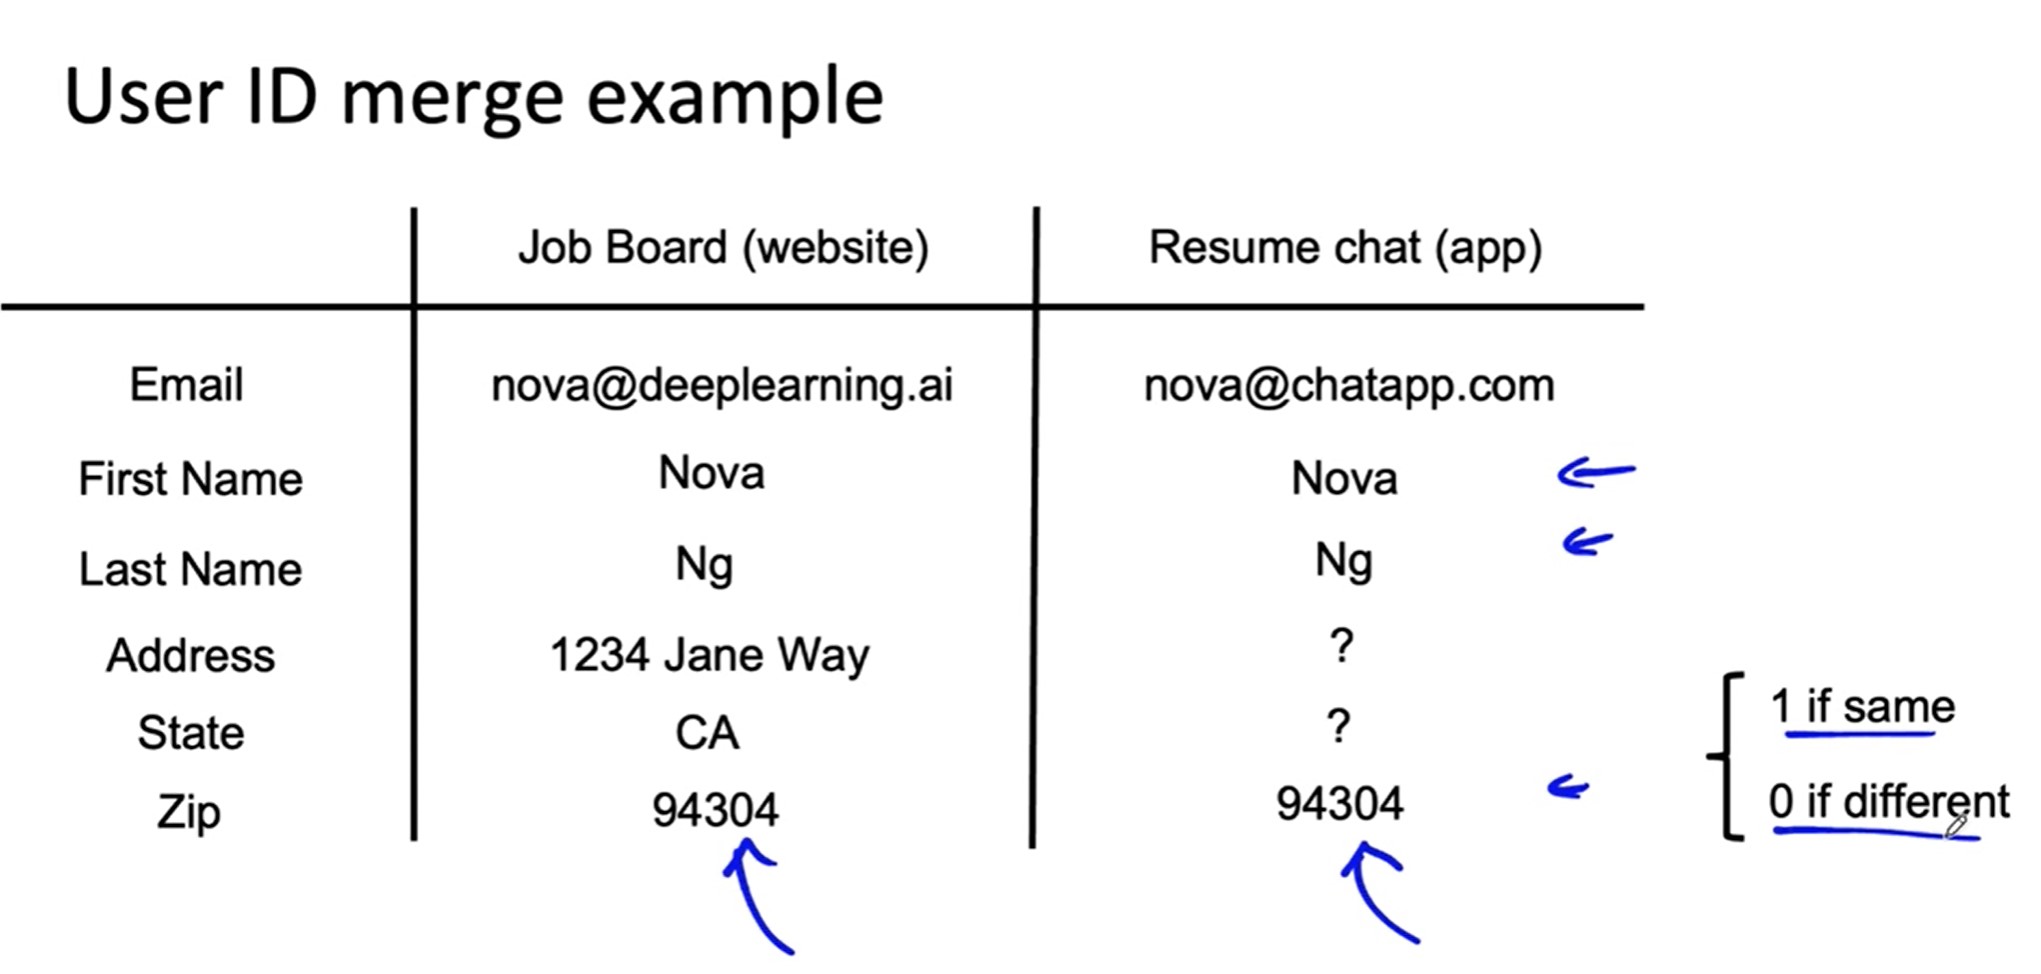 User ID merge example
Job Board (website) Resume chat (app)
Email nova@deeplearning.ai nova@chatapp.com
First Name Nova Nova
Last Name Ng Ng
Address 1234 Jane Way ?
State CA ?
Zip 94304 94304
1 if same
0 if different